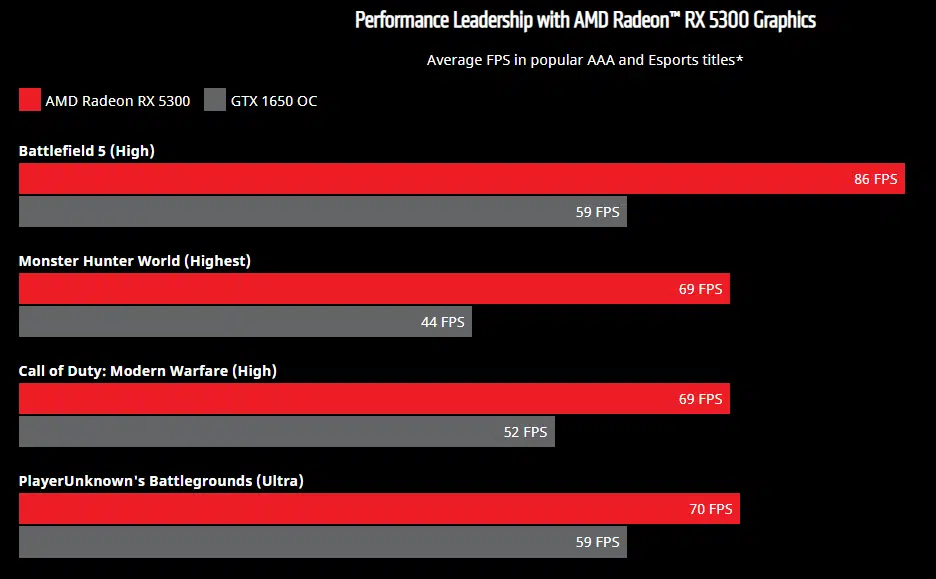 Performance Leadership with AMD Radeon™ RX 5300 Graphics
Average FPS in popular AAA and Esports titles*
AMD Radeon RX 5300 GTX 1650 OC
Battlefield 5 (High)
86 FPS
59 FPS
Monster Hunter World (Highest)
69 FPS
44 FPS
Call of Duty: Modern Warfare (High)
69 FPS
52 FPS
PlayerUnknown's Battlegrounds (Ultra)
70 FPS
59 FPS